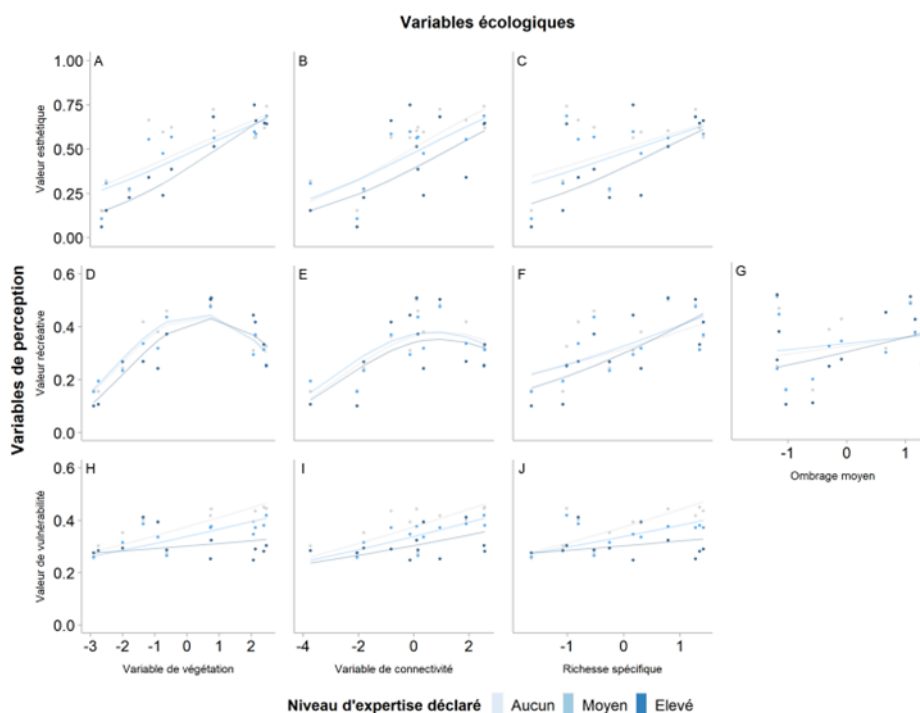 Variables écologiques
Variables de perception
Valeur esthétique
1.00
0.75
0.50
0.25
0.00
A
B
C
Valeur récréative
0.6
0.4
0.2
0.0
D
E
F
G
-1
0
1
Ombrage moyen
Valeur de vulnérabilité
0.6
0.4
0.2
0.0
H
I
J
-3
-2
-1
0
1
2
-4
-2
0
2
-1
0
1
Variable de végétation
Variable de connectivité
Richesse spécifique
Niveau d'expertise déclaré
Aucun
Moyen
Elevé